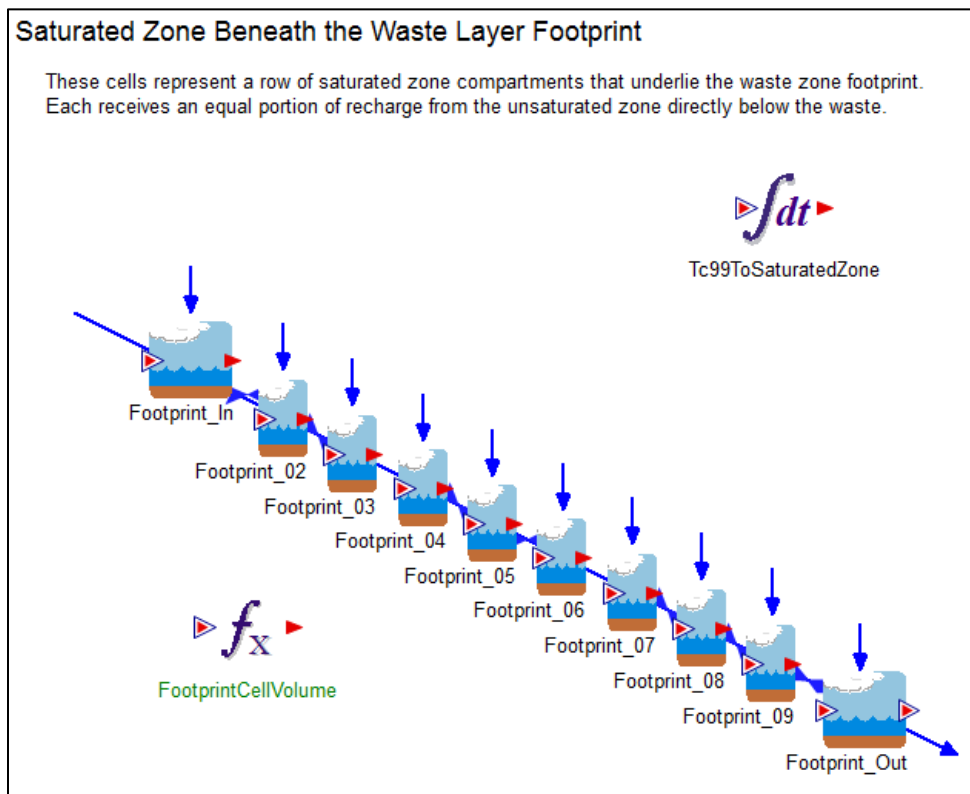 Saturated Zone Beneath the Waste Layer Footprint
These cells represent a row of saturated zone compartments that underlie the waste zone footprint.
Each receives an equal portion of recharge from the unsaturated zone directly below the waste.
∫dt
Tc99ToSaturatedZone
Footprint_In
Footprint_02
Footprint_03
Footprint_04
Footprint_05
Footprint_06
Footprint_07
Footprint_08
Footprint_09
Footprint_Out
fx
FootprintCellVolume